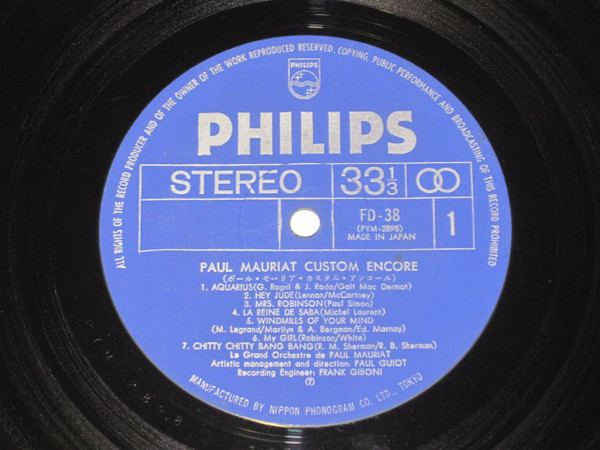 ALL RIGHTS OF THE RECORD PRODUCER AND OF THE OWNER OF THE WORK REPRODUCED RESERVED, COPYING, PUBLIC PERFORMANCE AND BROADCASTING OF THIS RECORD PROHIBITED
PHILIPS
PHILIPS
STEREO 33 1/3
FD-38 1
(PYM-2896)
MADE IN JAPAN
PAUL MAURIAT CUSTOM ENCORE
(ポール・モーリア・カスタム・アンコール)
1. AQUARIUS(G. Ragni & J. Rado/Galt Mac Dermot)
2. HEY JUDE(Lennon/McCartney)
3. MRS. ROBINSON(Paul Simon)
4. LA REINE DE SABA(Michel Laurent)
5. WINDMILLS OF YOUR MIND
(M. Legrand/Marilyn & A. Bergman/Ed. Marnay)
6. MY GIRL(Robinson/White)
7. CHITTY CHITTY BANG BANG(R. M. Sherman/R. B. Sherman)
Le Grand Orchestre de PAUL MAURIAT
Artistic management and direction: PAUL GUIOT
Recording Engineer: FRANK GIBONI
MANUFACTURED BY NIPPON PHONOGRAM CO. LTD., TOKYO